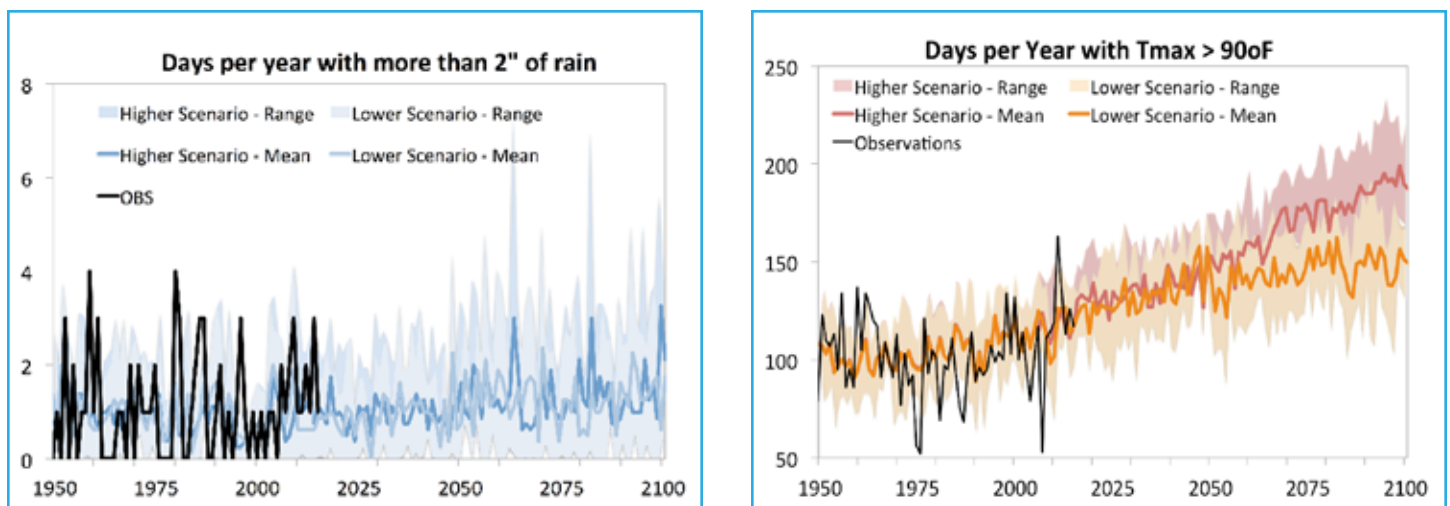 Days per year with more than 2" of rain
8
Higher Scenario - Range Lower Scenario - Range
Higher Scenario - Mean Lower Scenario - Mean
6
OBS
4
2
0
1950 1975 2000 2025 2050 2075 2100
Days per Year with Tmax > 90oF
250
Higher Scenario - Range Lower Scenario - Range
Higher Scenario - Mean Lower Scenario - Mean
Observations
200
150
100
50
1950 1975 2000 2025 2050 2075 2100